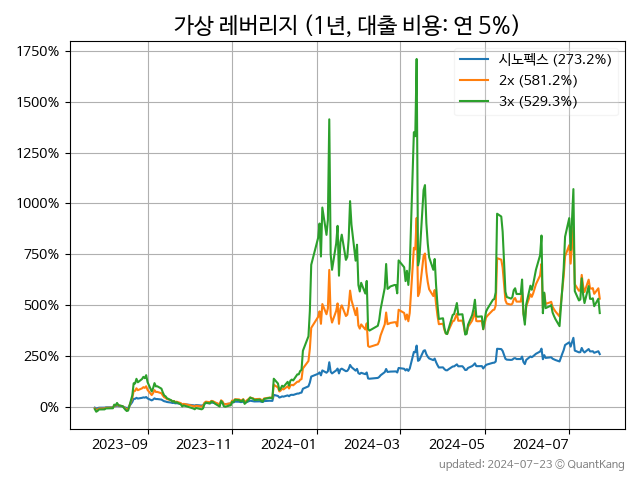 가상 레버리지 (1년, 대출 비용: 연 5%)
시노펙스 (273.2%)
2x (581.2%)
3x (529.3%)
1750%
1500%
1250%
1000%
750%
500%
250%
0%
2023-09 2023-11 2024-01 2024-03 2024-05 2024-07
updated: 2024-07-23 © QuantKang